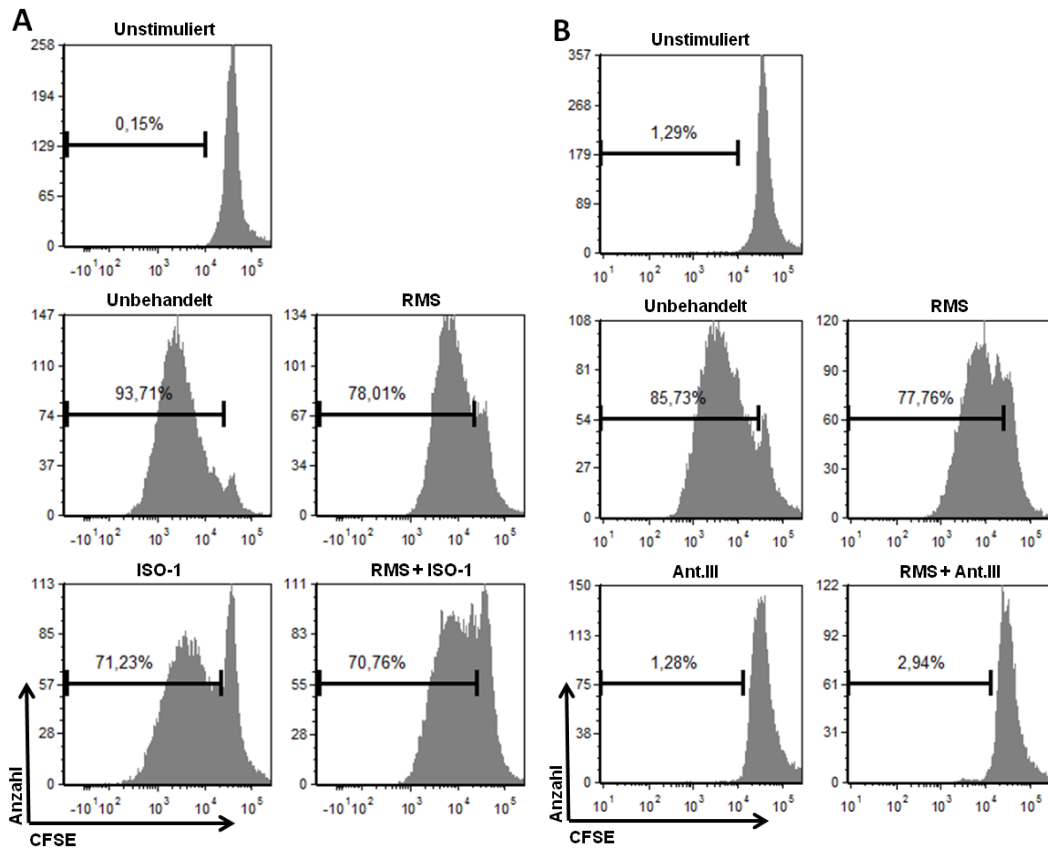 A
Unstimuliert
258
194
129
65
0
0,15%
-10¹10² 10³ 10⁴ 10⁵
Unbehandelt
147
110
74
37
0
93,71%
-10¹10² 10³ 10⁴ 10⁵
RMS
134
101
67
34
0
78,01%
-10¹10² 10³ 10⁴ 10⁵
ISO-1
113
85
57
28
0
71,23%
-10¹10² 10³ 10⁴ 10⁵
RMS + ISO-1
111
83
55
28
0
70,76%
-10¹10² 10³ 10⁴ 10⁵
Anzahl
CFSE
B
Unstimuliert
357
268
179
89
0
1,29%
10¹ 10² 10³ 10⁴ 10⁵
Unbehandelt
108
81
54
27
0
85,73%
10¹ 10² 10³ 10⁴ 10⁵
RMS
120
90
60
30
0
77,76%
10¹ 10² 10³ 10⁴ 10⁵
Ant.III
150
113
75
38
0
1,28%
10¹ 10² 10³ 10⁴ 10⁵
RMS + Ant.III
122
92
61
31
0
2,94%
10¹ 10² 10³ 10⁴ 10⁵
Anzahl
CFSE